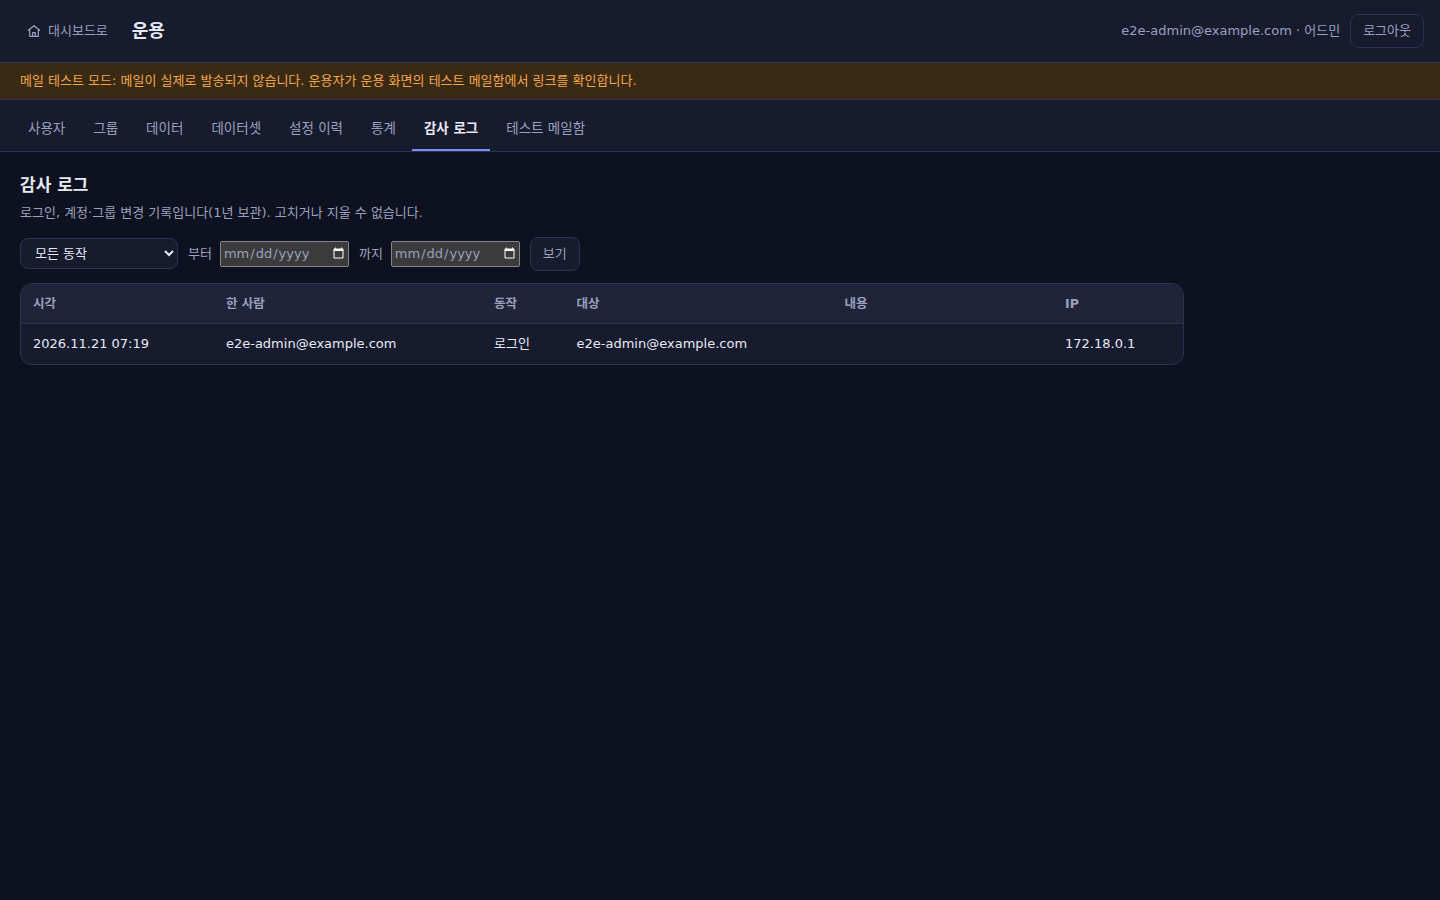 대시보드로 운용 e2e-admin@example.com · 어드민 로그아웃
메일 테스트 모드: 메일이 실제로 발송되지 않습니다. 운용자가 운용 화면의 테스트 메일함에서 링크를 확인합니다.
사용자 그룹 데이터 데이터셋 설정 이력 통계 감사 로그 테스트 메일함
감사 로그
로그인, 계정·그룹 변경 기록입니다(1년 보관). 고치거나 지울 수 없습니다.
모든 동작 부터 mm/dd/yyyy 까지 mm/dd/yyyy 보기
시각 한 사람 동작 대상 내용 IP
2026.11.21 07:19 e2e-admin@example.com 로그인 e2e-admin@example.com 172.18.0.1